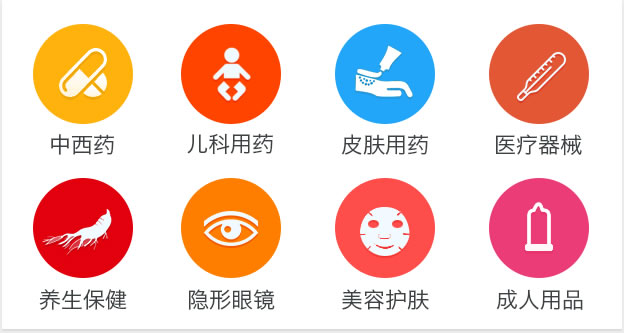 中西药
儿科用药
皮肤用药
医疗器械
养生保健
隐形眼镜
美容护肤
成人用品